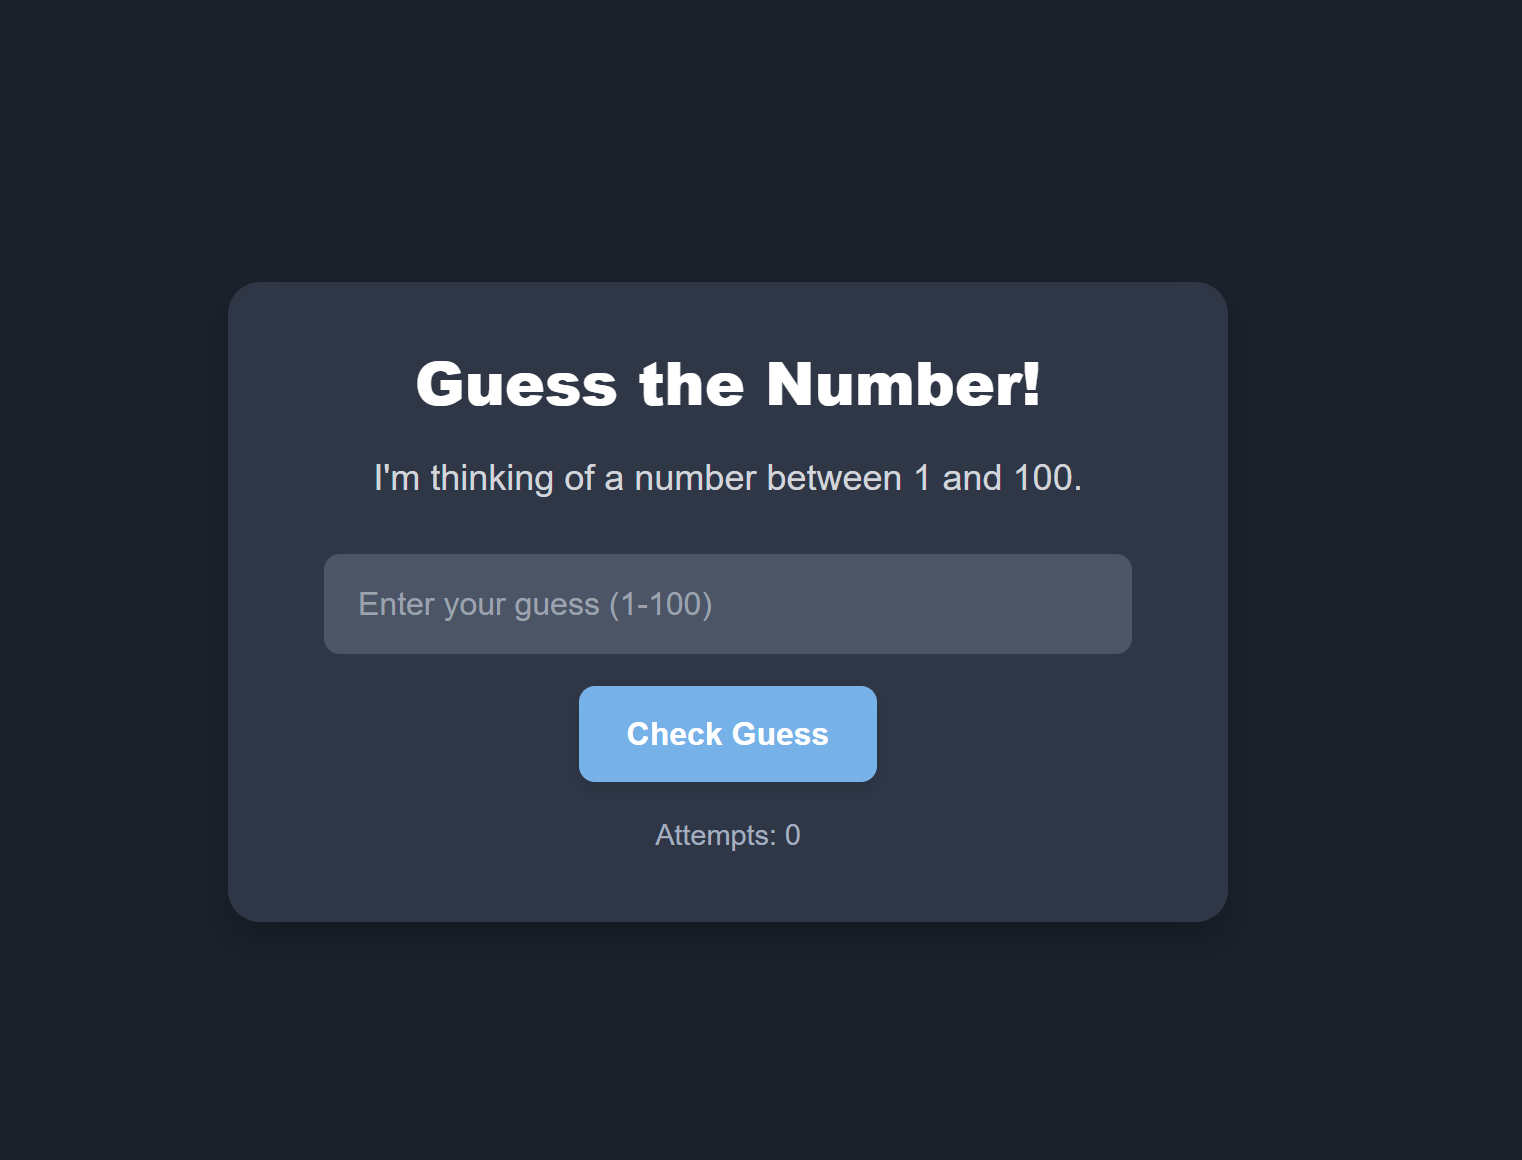 Guess the Number!
I'm thinking of a number between 1 and 100.
Enter your guess (1-100)
Check Guess
Attempts: 0